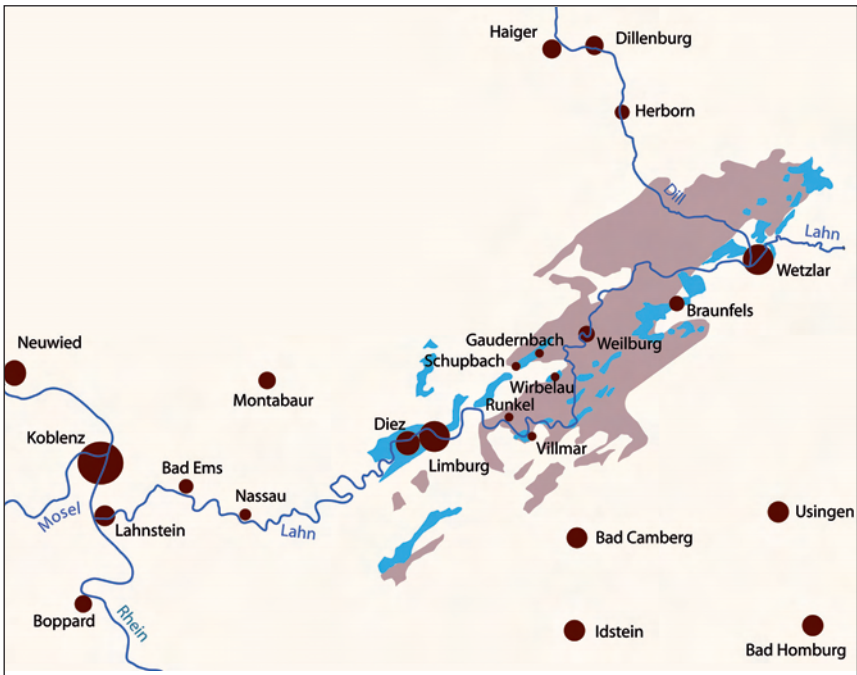 Haiger
Dillenburg
Herborn
Dill
Lahn
Wetzlar
Braunfels
Gaudernbach
Weilburg
Neuwied
Schupbach
Wirbelau
Montabaur
Runkel
Diez
Koblenz
Villmar
Limburg
Bad Ems
Nassau
Mosel
Lahnstein
Lahn
Usingen
Bad Camberg
Boppard
Rhein
Idstein
Bad Homburg